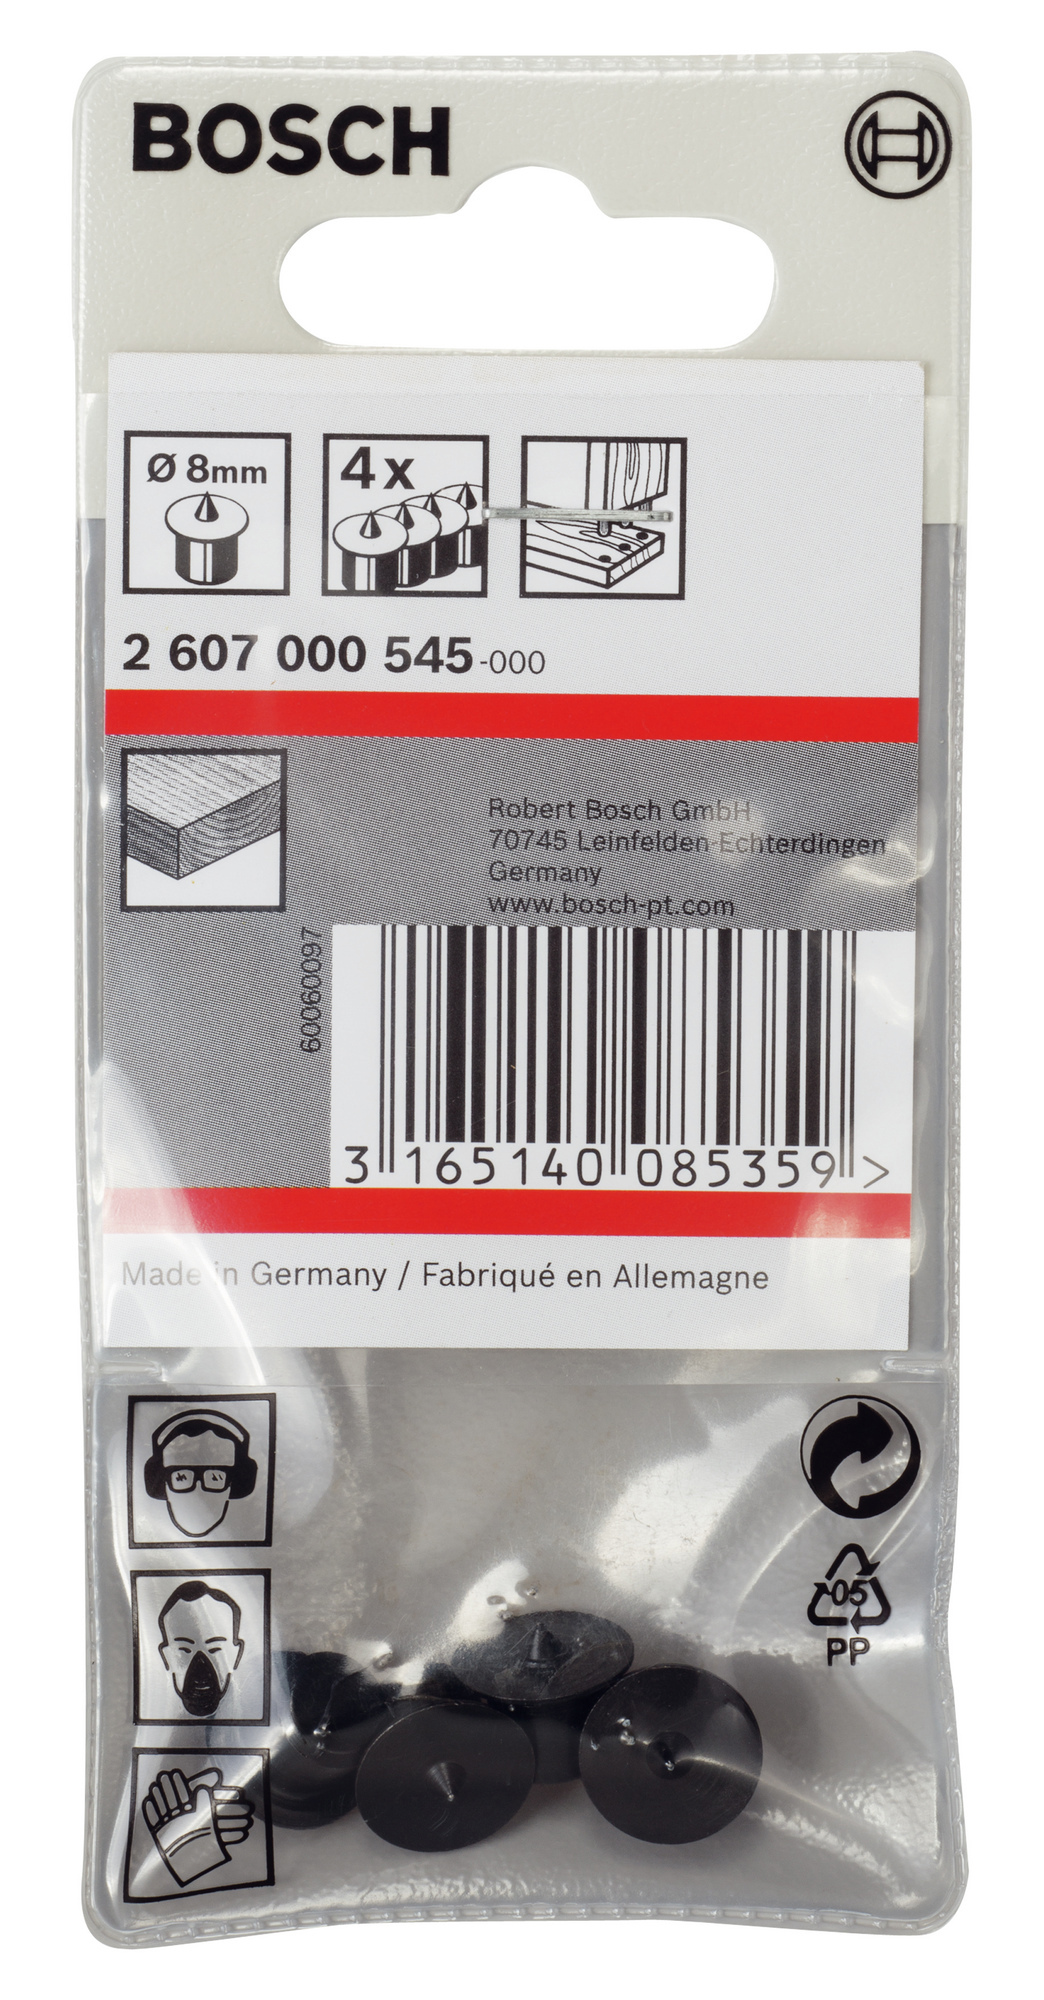 BOSCH
Ø 8mm
4x
2 607 000 545-000
Robert Bosch GmbH
70745 Leinfelden-Echterdingen
Germany
www.bosch-pt.com
60060097
3 165140 085359 >
Made in Germany / Fabriqué en Allemagne
05
PP